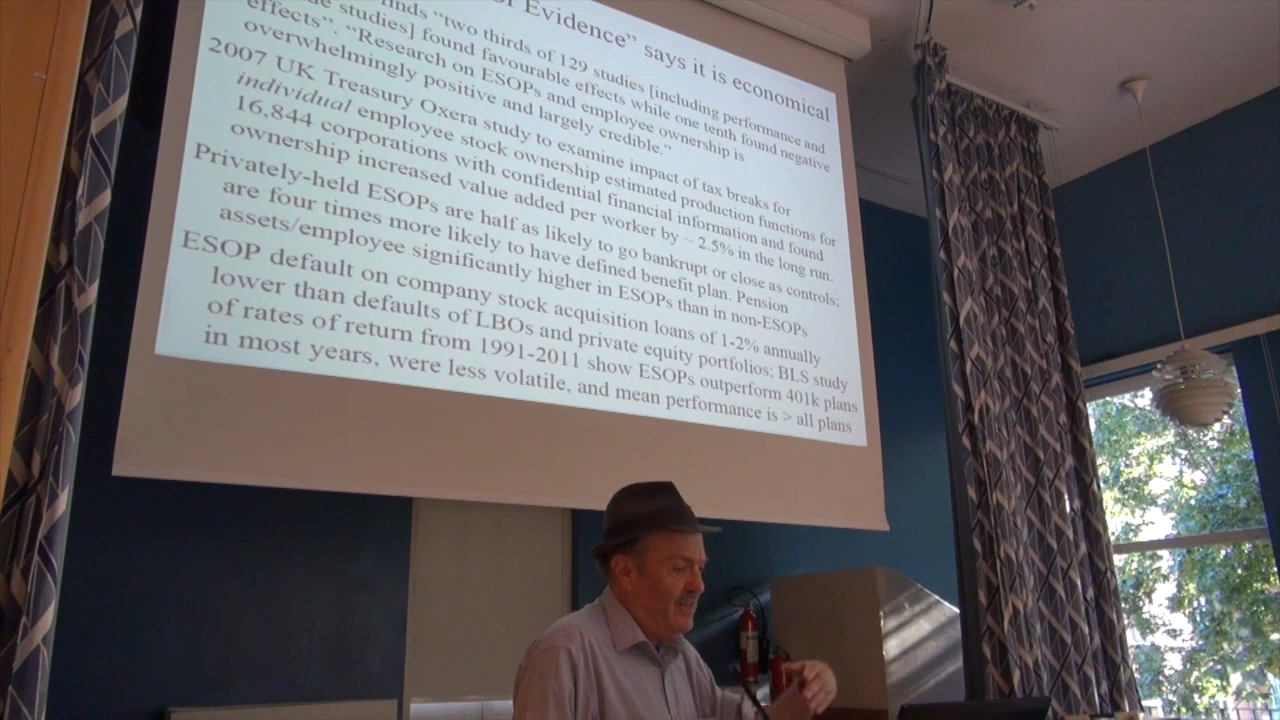 of Evidence” says it is economical
finds “two thirds of 129 studies [including performance and
studies] found favourable effects while one tenth found negative
effects”. “Research on ESOPs and employee ownership is
overwhelmingly positive and largely credible.”
2007 UK Treasury Oxera study to examine impact of tax breaks for
individual employee stock ownership estimated production functions for
16,844 corporations with confidential financial information and found
ownership increased value added per worker by ~ 2.5% in the long run.
Privately-held ESOPs are half as likely to go bankrupt or close as controls;
are four times more likely to have defined benefit plan. Pension
assets/employee significantly higher in ESOPs than in non-ESOPs
ESOP default on company stock acquisition loans of 1-2% annually
lower than defaults of LBOs and private equity portfolios; BLS study
of rates of return from 1991-2011 show ESOPs outperform 401k plans
in most years, were less volatile, and mean performance is > all plans